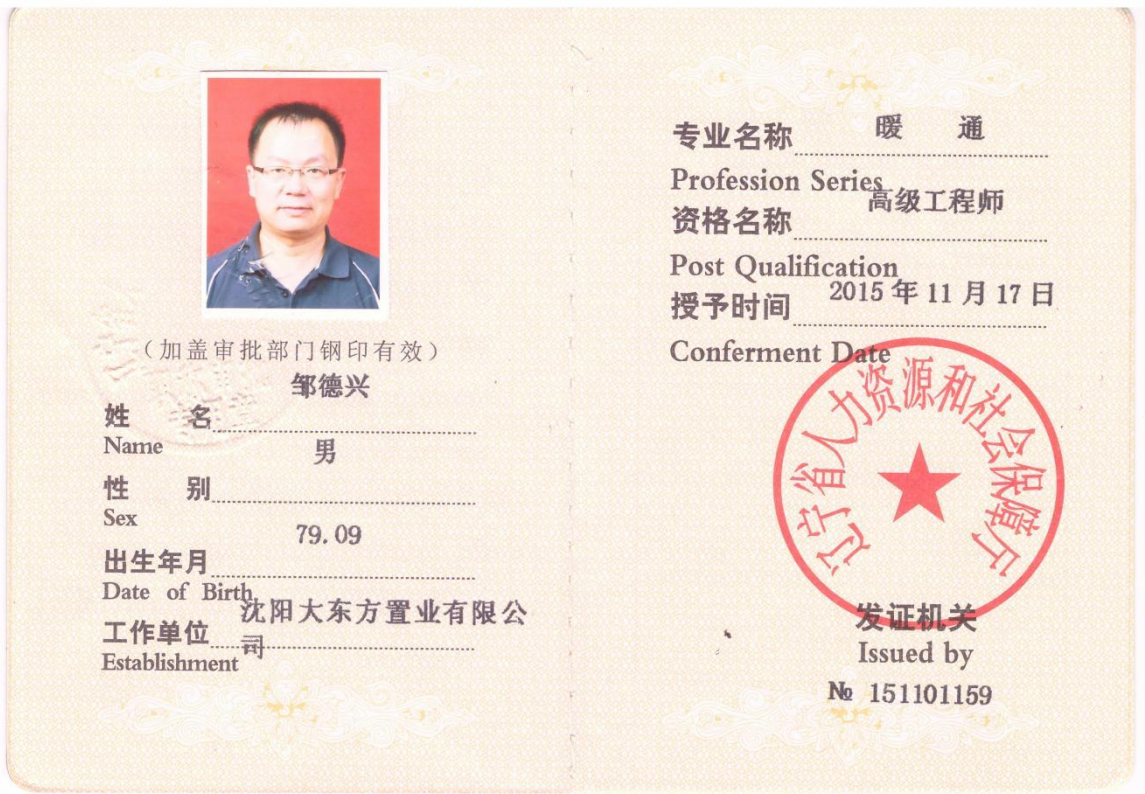 （加盖审批部门钢印有效）
邹德兴
姓 名
Name
男
性 别
Sex
79.09
出生年月
Date of Birth
沈阳大东方置业有限公
工作单位 司
Establishment
暖 通
专业名称
Profession Series
高级工程师
资格名称
Post Qualification
2015 年 11 月 17 日
授予时间
Conferment Date
辽宁省人力资源和社会保障厅
发证机关
Issued by
№ 151101159